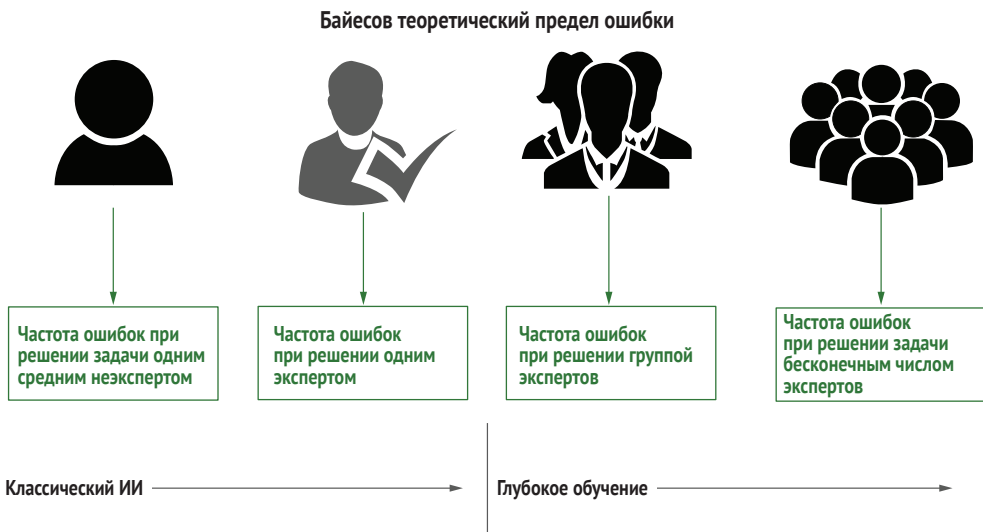 Байесов теоретический предел ошибки
Частота ошибок при
решении задачи одним
средним неэкспертом
Частота ошибок
при решении одним
экспертом
Частота ошибок
при решении группой
экспертов
Частота ошибок
при решении задачи
бесконечным числом
экспертов
Классический ИИ
Глубокое обучение